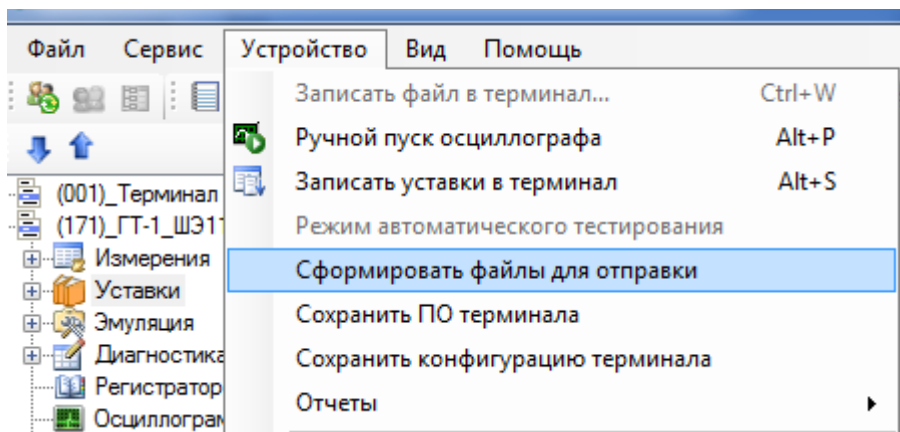 Файл Сервис Устройство Вид Помощь
Записать файл в терминал... Ctrl+W
Ручной пуск осциллографа Alt+P
Записать уставки в терминал Alt+S
Режим автоматического тестирования
Сформировать файлы для отправки
Сохранить ПО терминала
Сохранить конфигурацию терминала
Отчеты
(001)_Терминал
(171)_ГТ-1_ШЭ11
Измерения
Уставки
Эмуляция
Диагностика
Регистратор
Осциллограм